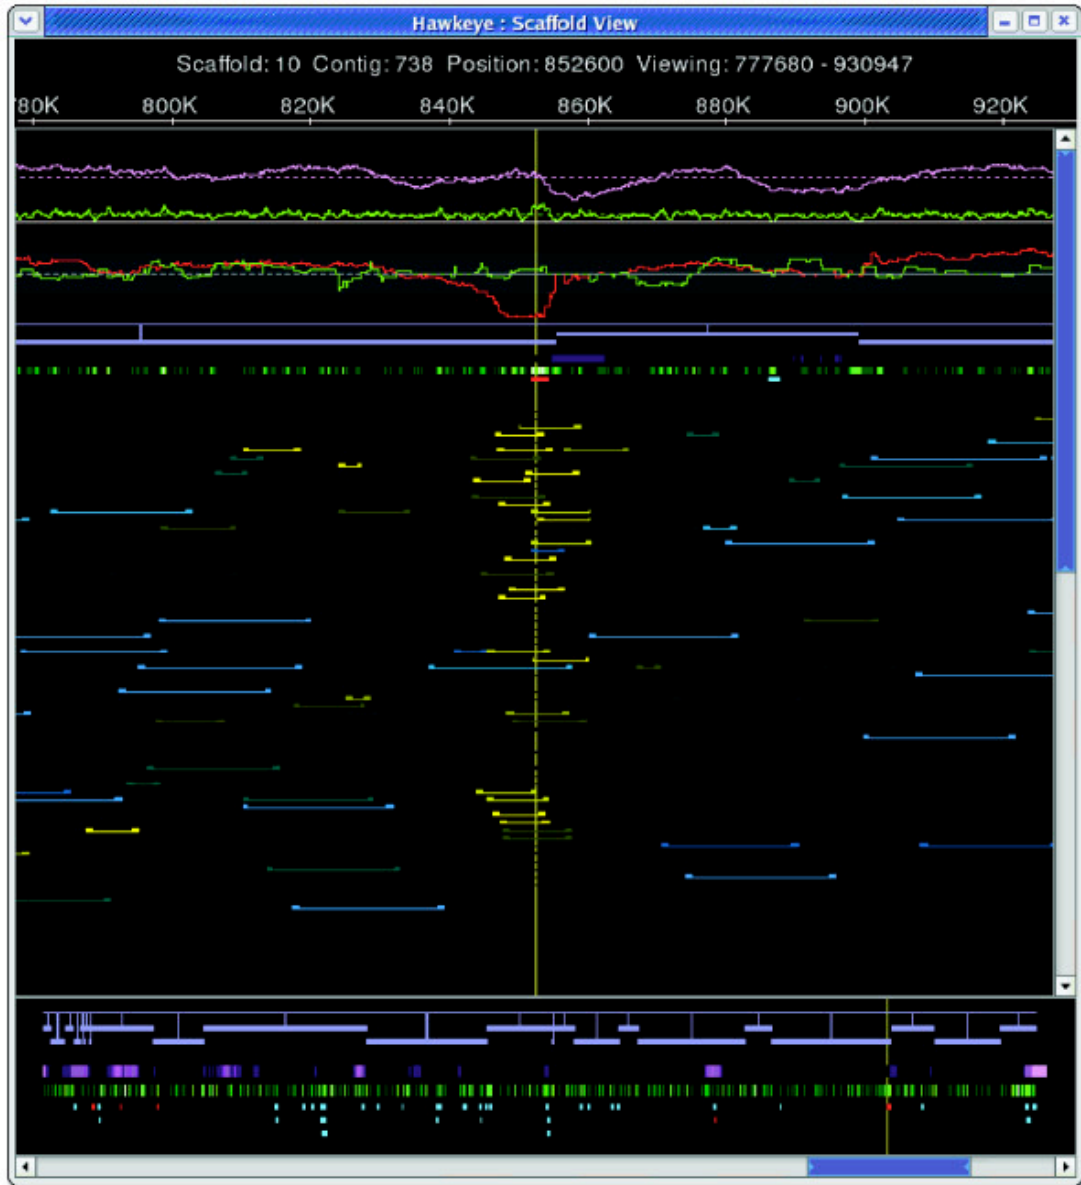 Hawkeye : Scaffold View
Scaffold: 10 Contig: 738 Position: 852600 Viewing: 777680 - 930947
80K 800K 820K 840K 860K 880K 900K 920K